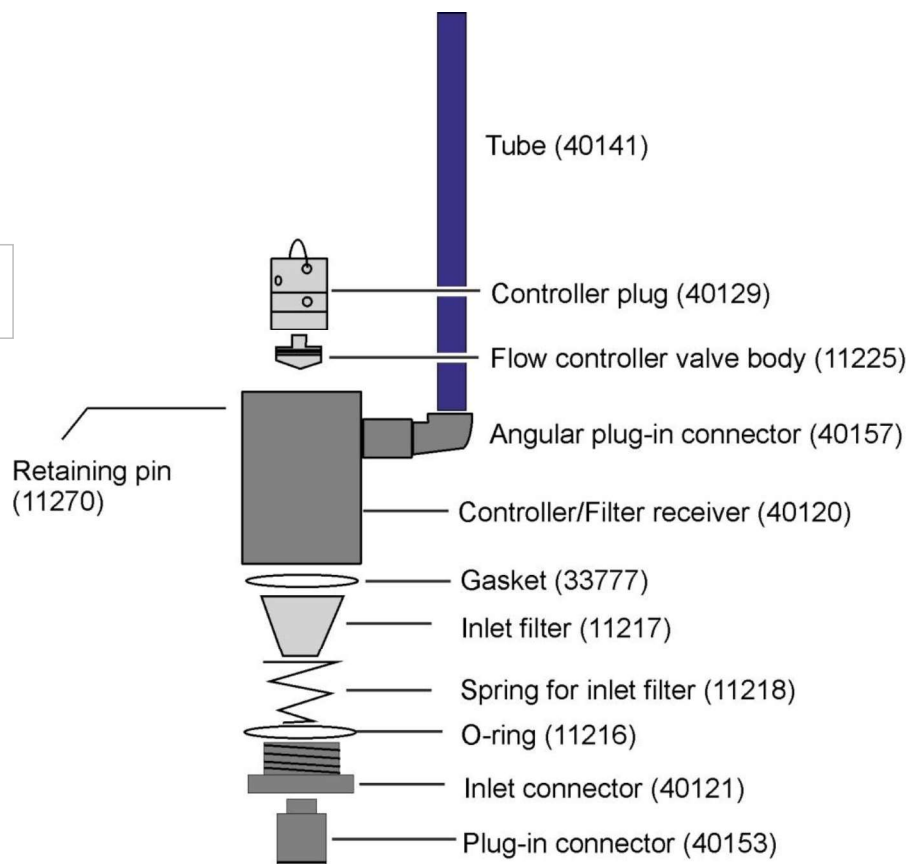 Tube (40141)
Controller plug (40129)
Flow controller valve body (11225)
Angular plug-in connector (40157)
Retaining pin
(11270)
Controller/Filter receiver (40120)
Gasket (33777)
Inlet filter (11217)
Spring for inlet filter (11218)
O-ring (11216)
Inlet connector (40121)
Plug-in connector (40153)